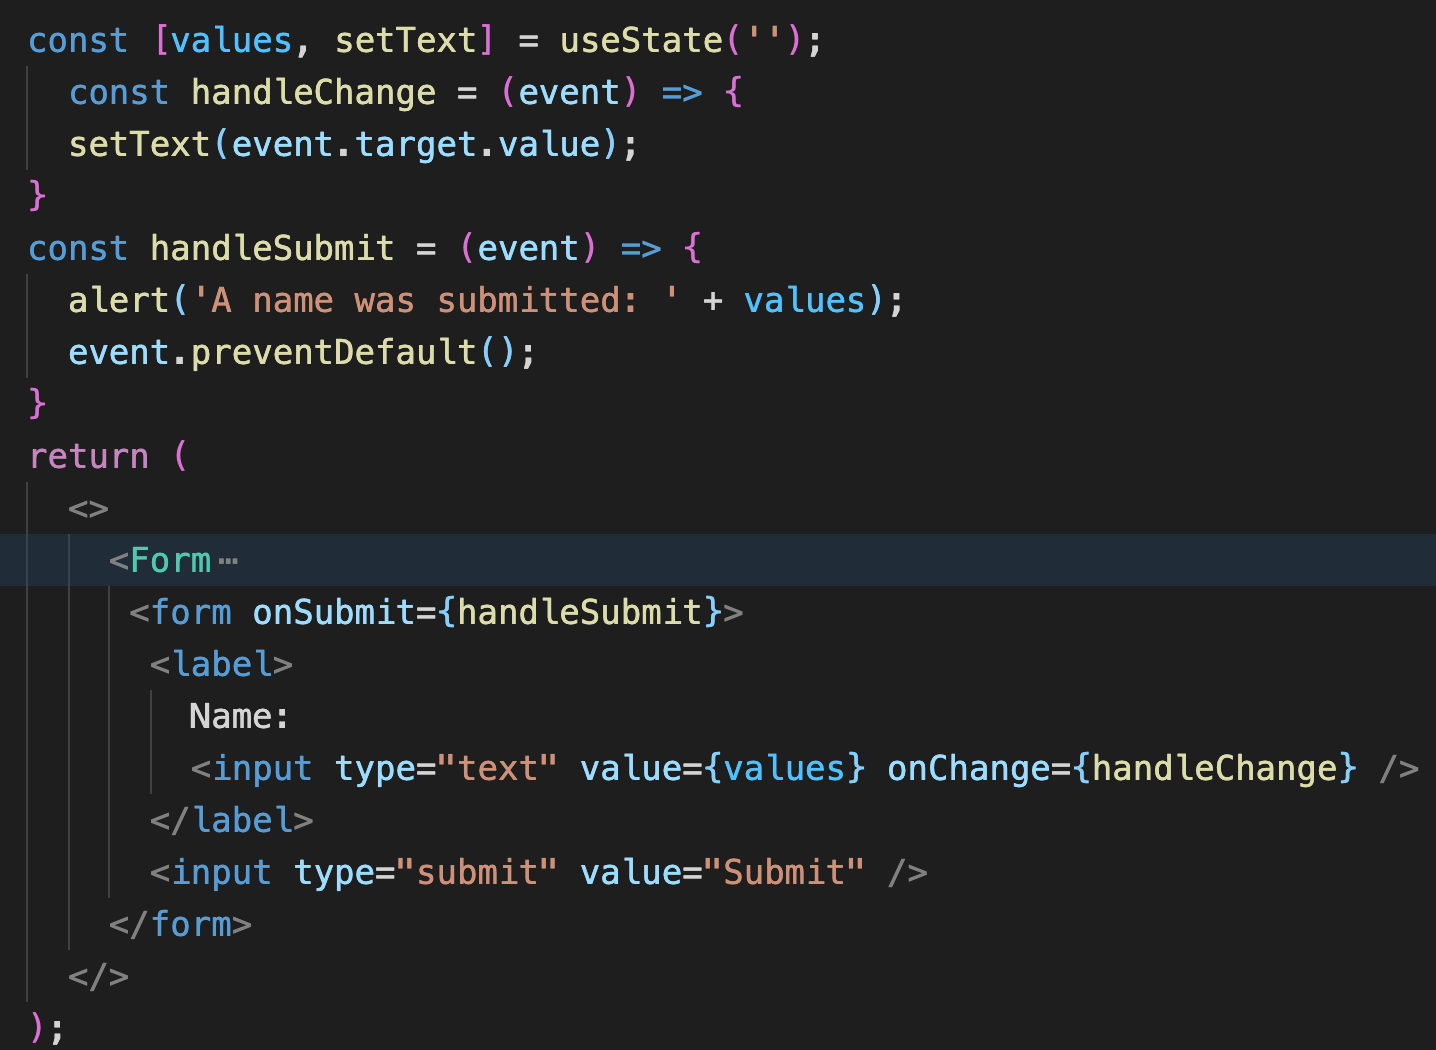 const [values, setText] = useState('');
const handleChange = (event) => {
setText(event.target.value);
}
const handleSubmit = (event) => {
alert('A name was submitted: ' + values);
event.preventDefault();
}
return (
<>
<Form ⋯
<form onSubmit={handleSubmit}>
<label>
Name:
<input type="text" value={values} onChange={handleChange} />
</label>
<input type="submit" value="Submit" />
</form>
</>
);